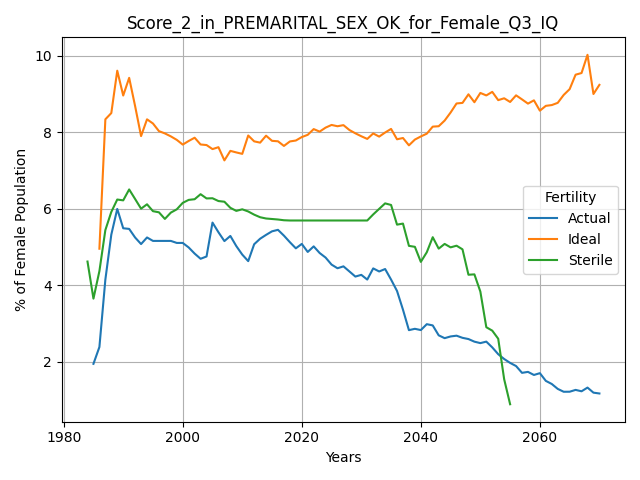 Score_2_in_PREMARITAL_SEX_OK_for_Female_Q3_IQ
% of Female Population
10
8
6
4
2
Fertility
Actual
Ideal
Sterile
1980
2000
2020
2040
2060
Years